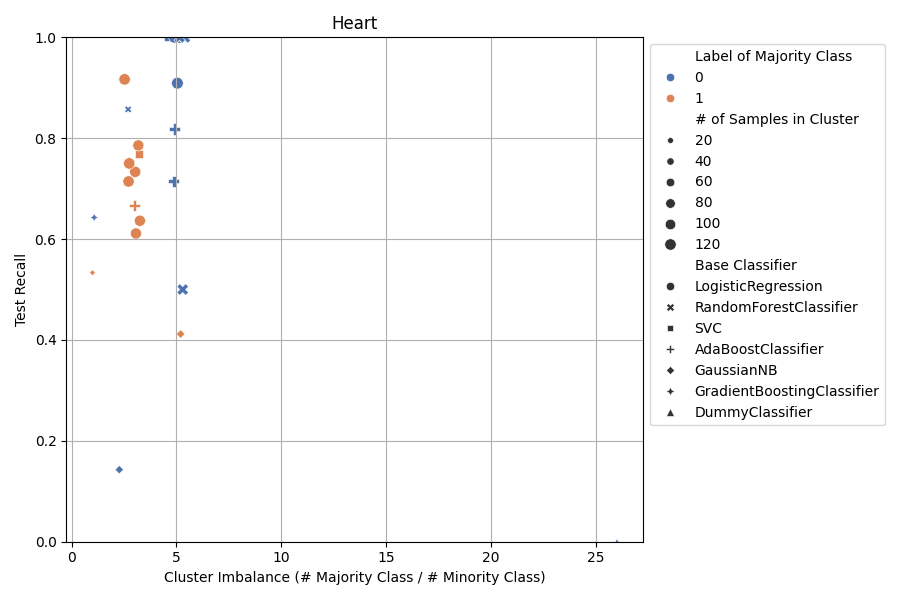 Heart
1.0
0.8
0.6
0.4
0.2
0.0
Test Recall
0
5
10
15
20
25
Cluster Imbalance (# Majority Class / # Minority Class)
Label of Majority Class
0
1
# of Samples in Cluster
20
40
60
80
100
120
Base Classifier
LogisticRegression
RandomForestClassifier
SVC
AdaBoostClassifier
GaussianNB
GradientBoostingClassifier
DummyClassifier